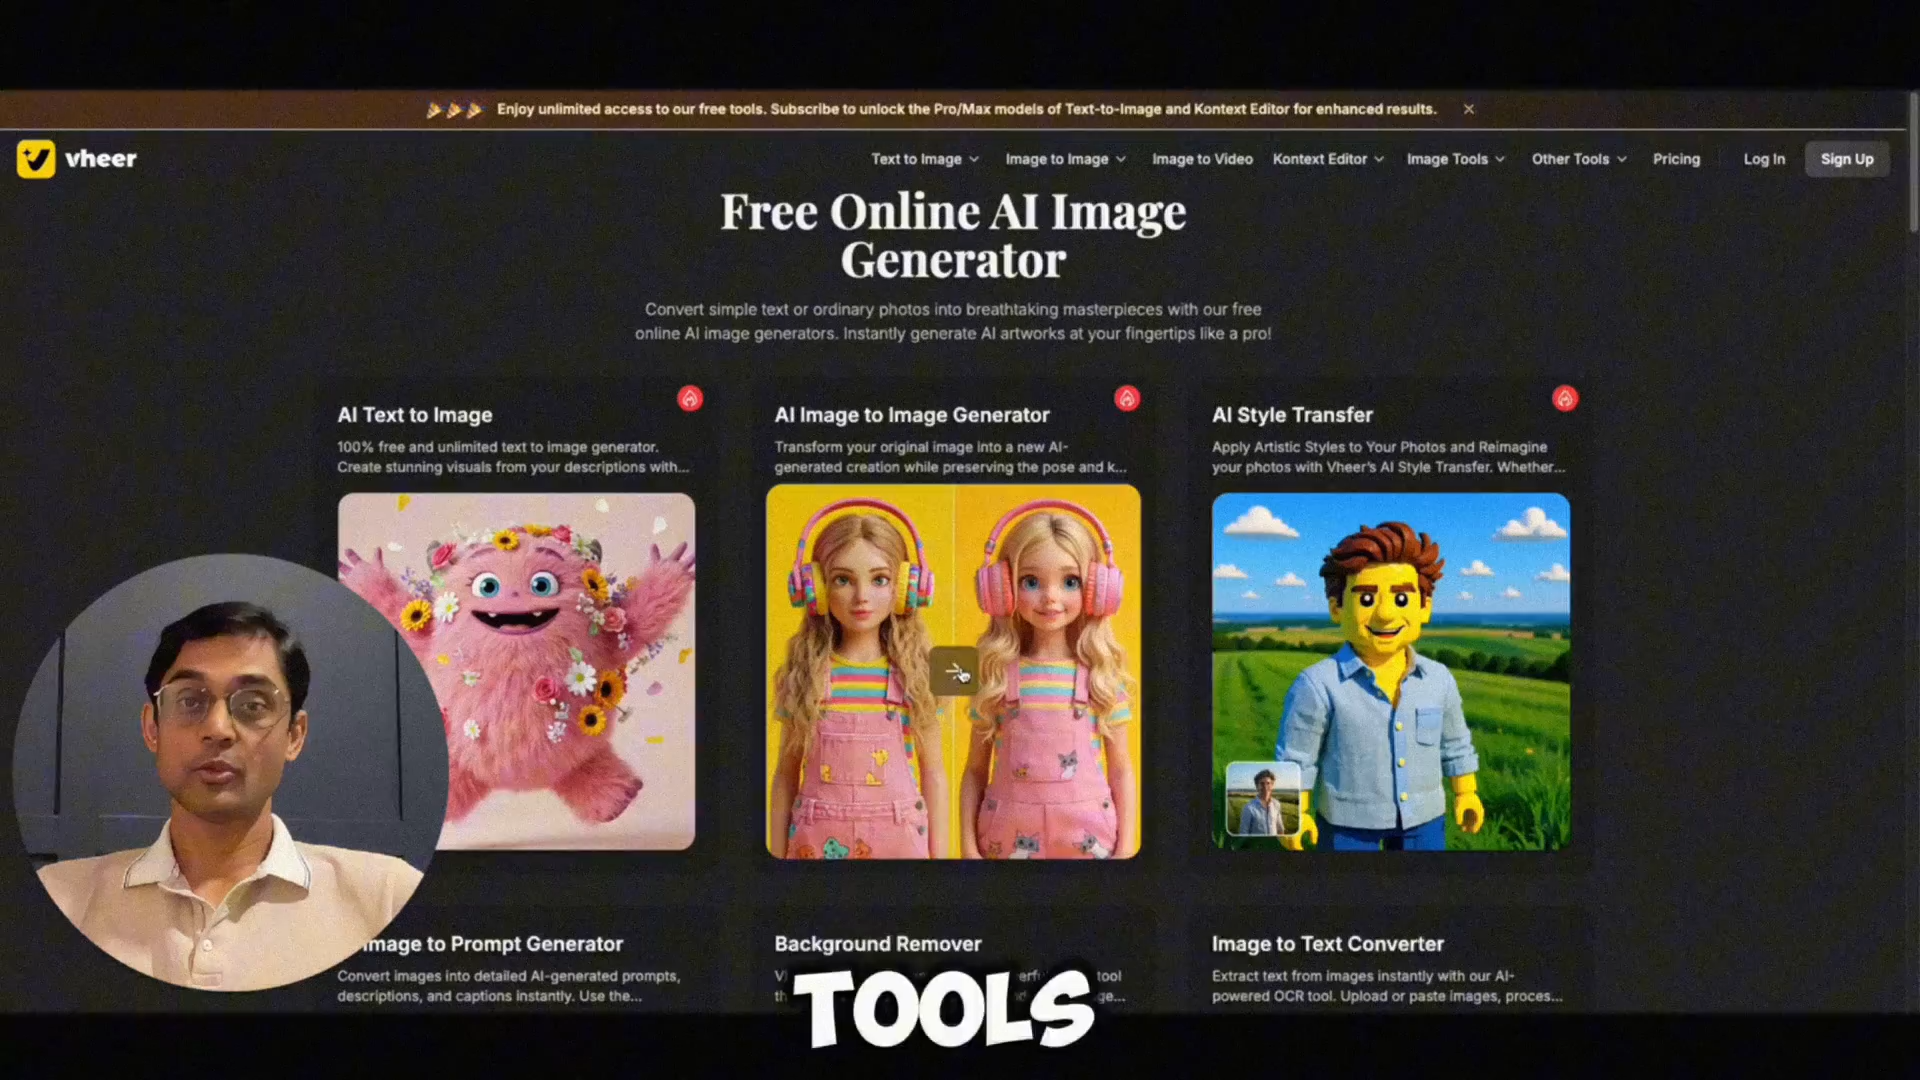 Enjoy unlimited access to our free tools. Subscribe to unlock the Pro/Max models of Text-to-Image and Kontext Editor for enhanced results.
vheer
Text to Image
Image to Image
Image to Video
Kontext Editor
Image Tools
Other Tools
Pricing
Log In
Sign Up
Free Online AI Image
Generator
Convert simple text or ordinary photos into breathtaking masterpieces with our free
online AI image generators. Instantly generate AI artworks at your fingertips like a pro!
AI Text to Image
100% free and unlimited text to image generator.
Create stunning visuals from your descriptions with...
AI Image to Image Generator
Transform your original image into a new AI-
generated creation while preserving the pose and k...
AI Style Transfer
Apply Artistic Styles to Your Photos and Reimagine
your photos with Vheer's AI Style Transfer. Whether...
Image to Prompt Generator
Convert images into detailed AI-generated prompts,
descriptions, and captions instantly. Use the...
Background Remover
tool
Image to Text Converter
Extract text from images instantly with our AI-
powered OCR tool. Upload or paste images, proces...
TOOLS